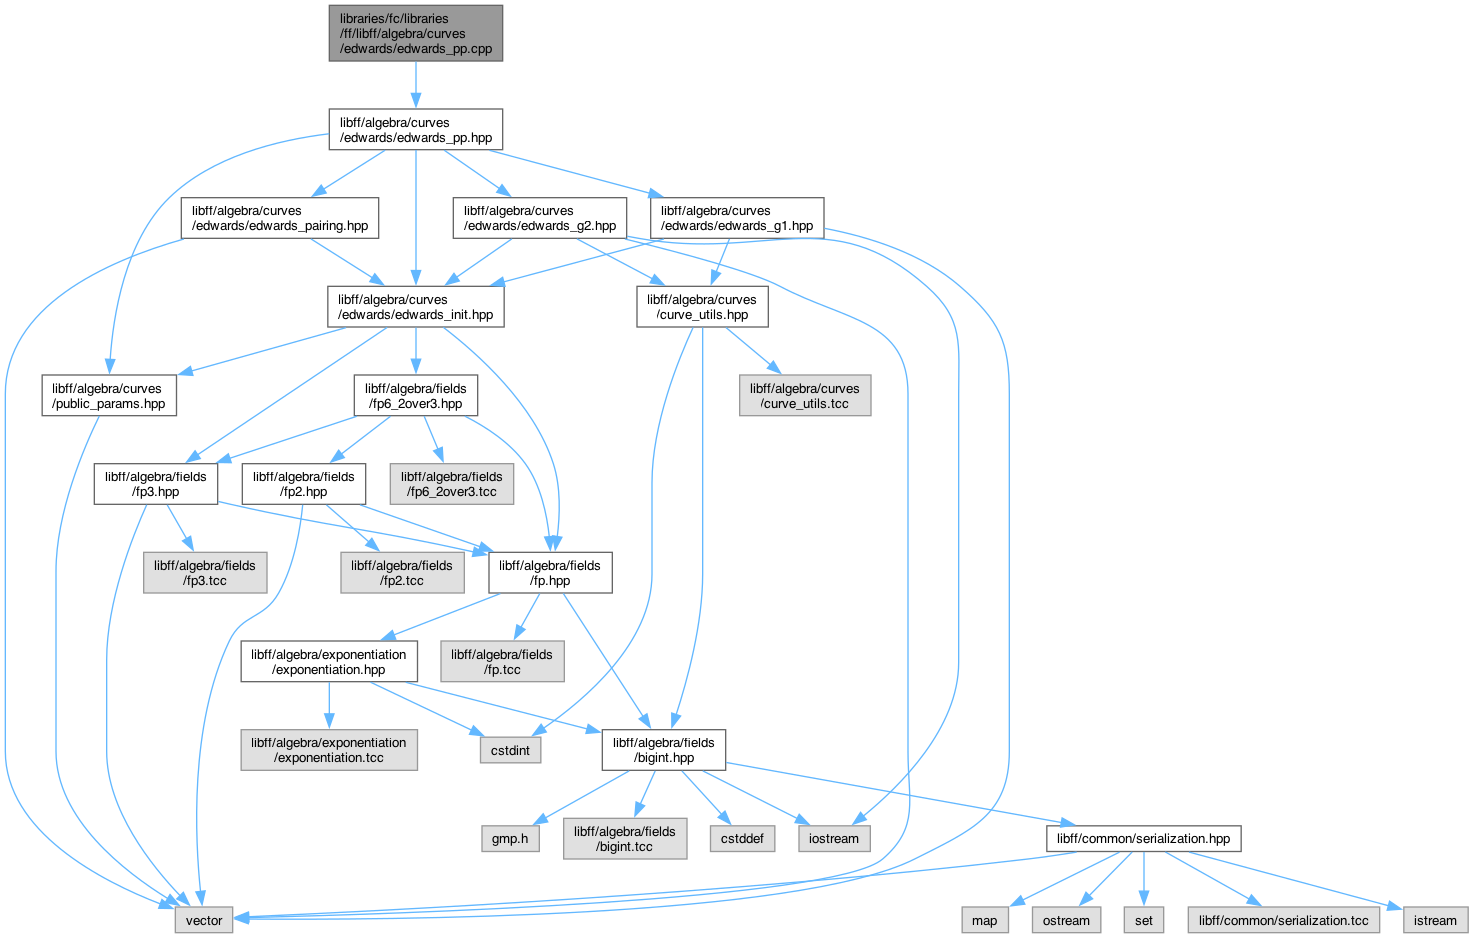 libraries/fc/libraries
/ff/libff/algebra/curves
/edwards/edwards_pp.cpp
libff/algebra/curves
/edwards/edwards_pp.hpp
libff/algebra/curves
/edwards/edwards_pairing.hpp
libff/algebra/curves
/edwards/edwards_g2.hpp
libff/algebra/curves
/edwards/edwards_g1.hpp
libff/algebra/curves
/edwards/edwards_init.hpp
libff/algebra/curves
/curve_utils.hpp
libff/algebra/curves
/public_params.hpp
libff/algebra/fields
/fp6_2over3.hpp
libff/algebra/curves
/curve_utils.tcc
libff/algebra/fields
/fp3.hpp
libff/algebra/fields
/fp2.hpp
libff/algebra/fields
/fp6_2over3.tcc
libff/algebra/fields
/fp3.tcc
libff/algebra/fields
/fp2.tcc
libff/algebra/fields
/fp.hpp
libff/algebra/exponentiation
/exponentiation.hpp
libff/algebra/fields
/fp.tcc
libff/algebra/exponentiation
/exponentiation.tcc
cstdint
libff/algebra/fields
/bigint.hpp
gmp.h
libff/algebra/fields
/bigint.tcc
cstddef
iostream
libff/common/serialization.hpp
vector
map
ostream
set
libff/common/serialization.tcc
istream